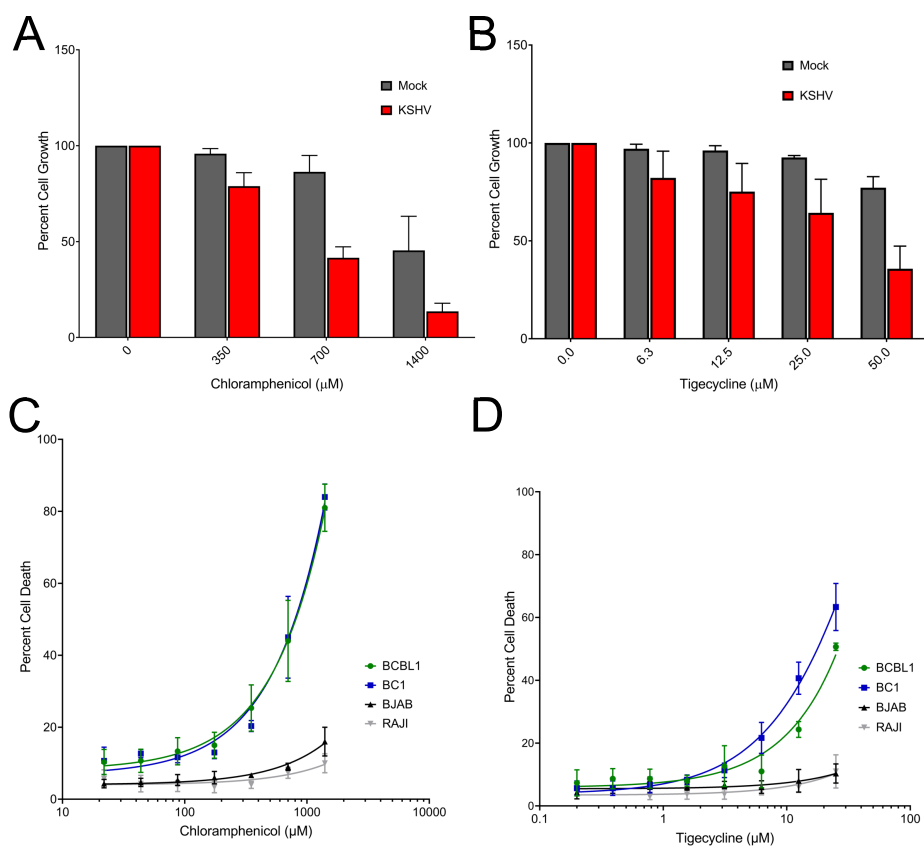 A
150
100
50
0
Percent Cell Growth
Mock
KSHV
0
350
700
1400
Chloramphenicol (μM)
B
150
100
50
0
Percent Cell Growth
Mock
KSHV
0.0
6.3
12.5
25.0
50.0
Tigecycline (μM)
C
100
80
60
40
20
0
Percent Cell Death
BCBL1
BC1
BJAB
RAJI
10
100
1000
10000
Chloramphenicol (μM)
D
100
80
60
40
20
0
Percent Cell Death
BCBL1
BC1
BJAB
RAJI
0.1
1
10
100
Tigecycline (μM)